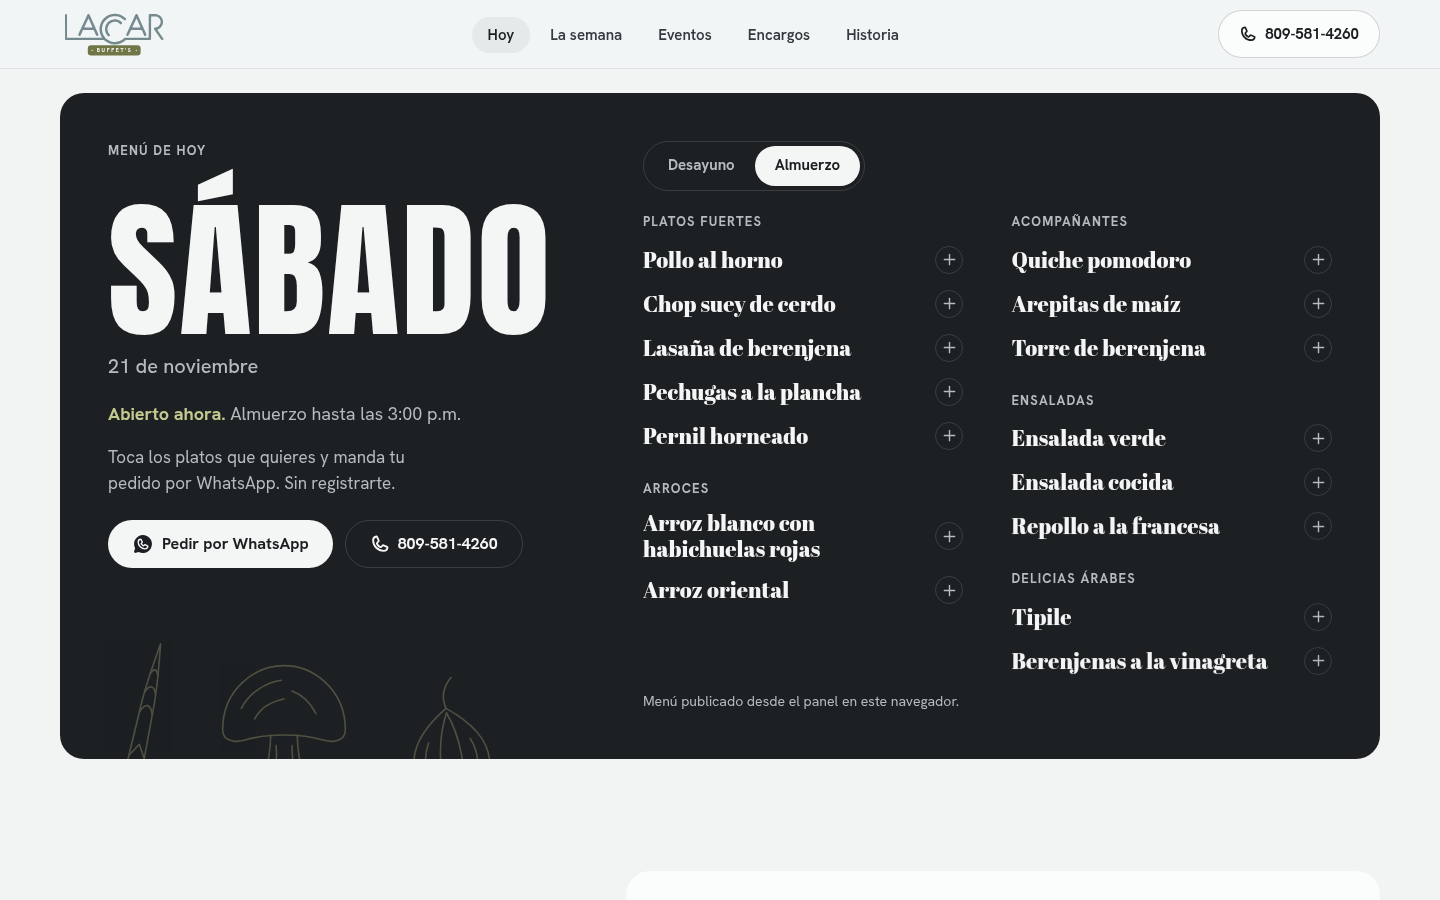 LACAR
· BUFFET'S ·
Hoy
La semana
Eventos
Encargos
Historia
809-581-4260
MENÚ DE HOY
SÁBADO
21 de noviembre
Abierto ahora. Almuerzo hasta las 3:00 p.m.
Toca los platos que quieres y manda tu
pedido por WhatsApp. Sin registrarte.
Pedir por WhatsApp
809-581-4260
Desayuno
Almuerzo
PLATOS FUERTES
Pollo al horno
Chop suey de cerdo
Lasaña de berenjena
Pechugas a la plancha
Pernil horneado
ARROCES
Arroz blanco con
habichuelas rojas
Arroz oriental
ACOMPAÑANTES
Quiche pomodoro
Arepitas de maíz
Torre de berenjena
ENSALADAS
Ensalada verde
Ensalada cocida
Repollo a la francesa
DELICIAS ÁRABES
Tipile
Berenjenas a la vinagreta
Menú publicado desde el panel en este navegador.